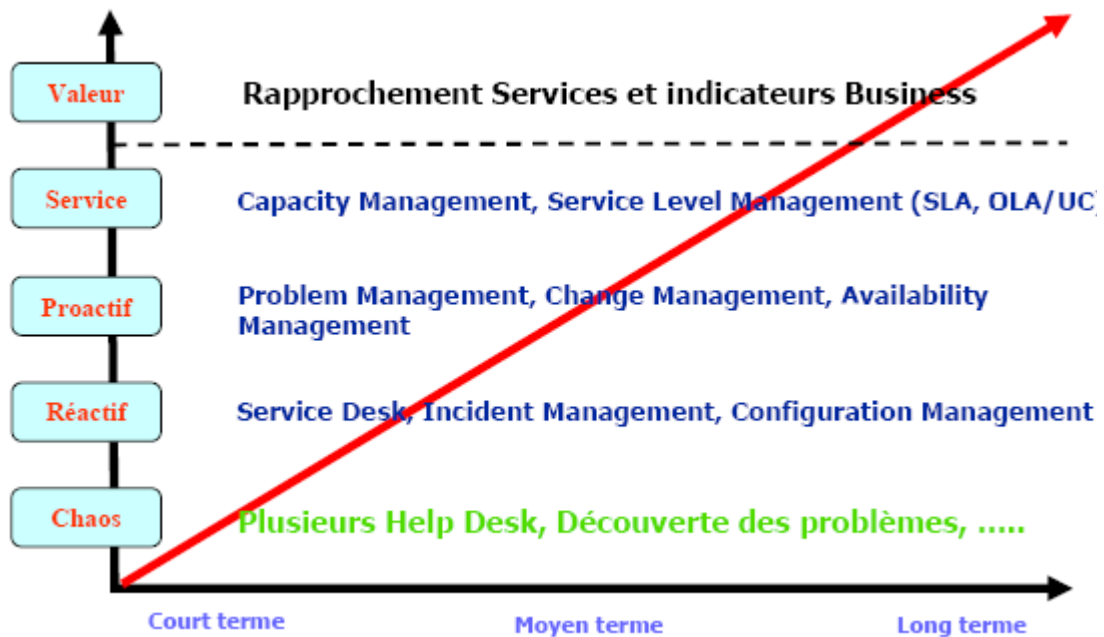 Valeur
Rapprochement Services et indicateurs Business
Service
Capacity Management, Service Level Management (SLA, OLA/UC)
Proactif
Problem Management, Change Management, Availability
Management
Réactif
Service Desk, Incident Management, Configuration Management
Chaos
Plusieurs Help Desk, Découverte des problèmes, .....
Court terme
Moyen terme
Long terme